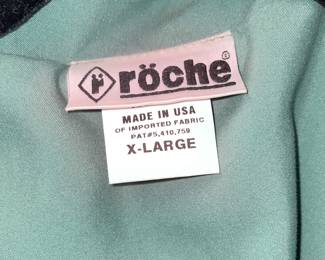 röche®
MADE IN USA
OF IMPORTED FABRIC
PAT#5,410,759
X-LARGE